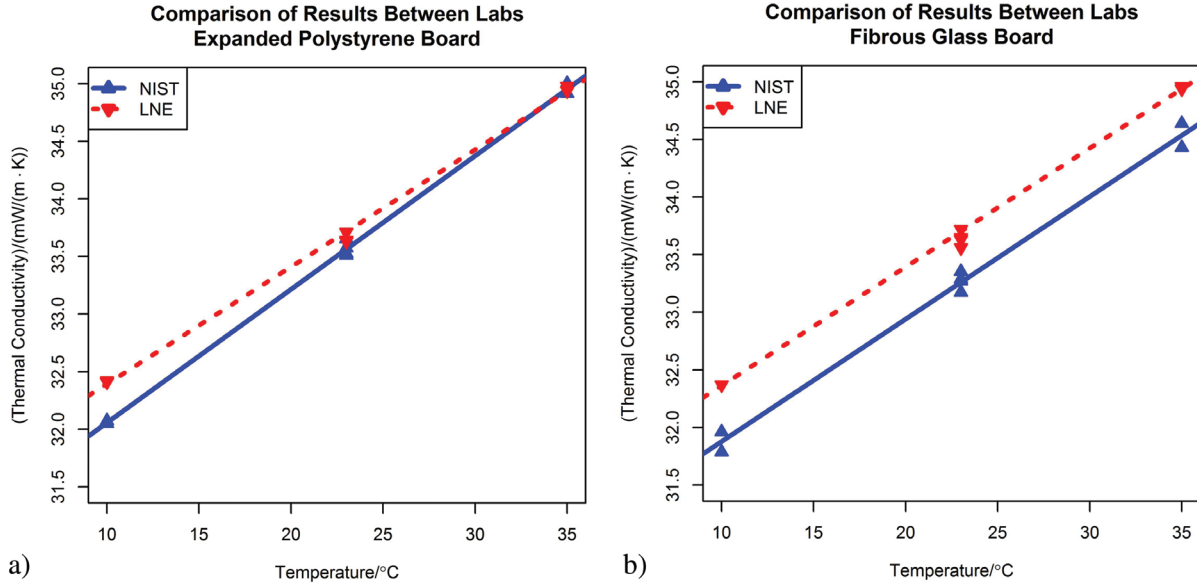 Comparison of Results Between Labs
Expanded Polystyrene Board
NIST
LNE
(Thermal Conductivity)/(mW/(m · K))
35.0
34.5
34.0
33.5
33.0
32.5
32.0
31.5
10
15
20
25
30
35
Temperature/°C
a)
Comparison of Results Between Labs
Fibrous Glass Board
NIST
LNE
(Thermal Conductivity)/(mW/(m · K))
35.0
34.5
34.0
33.5
33.0
32.5
32.0
31.5
10
15
20
25
30
35
Temperature/°C
b)